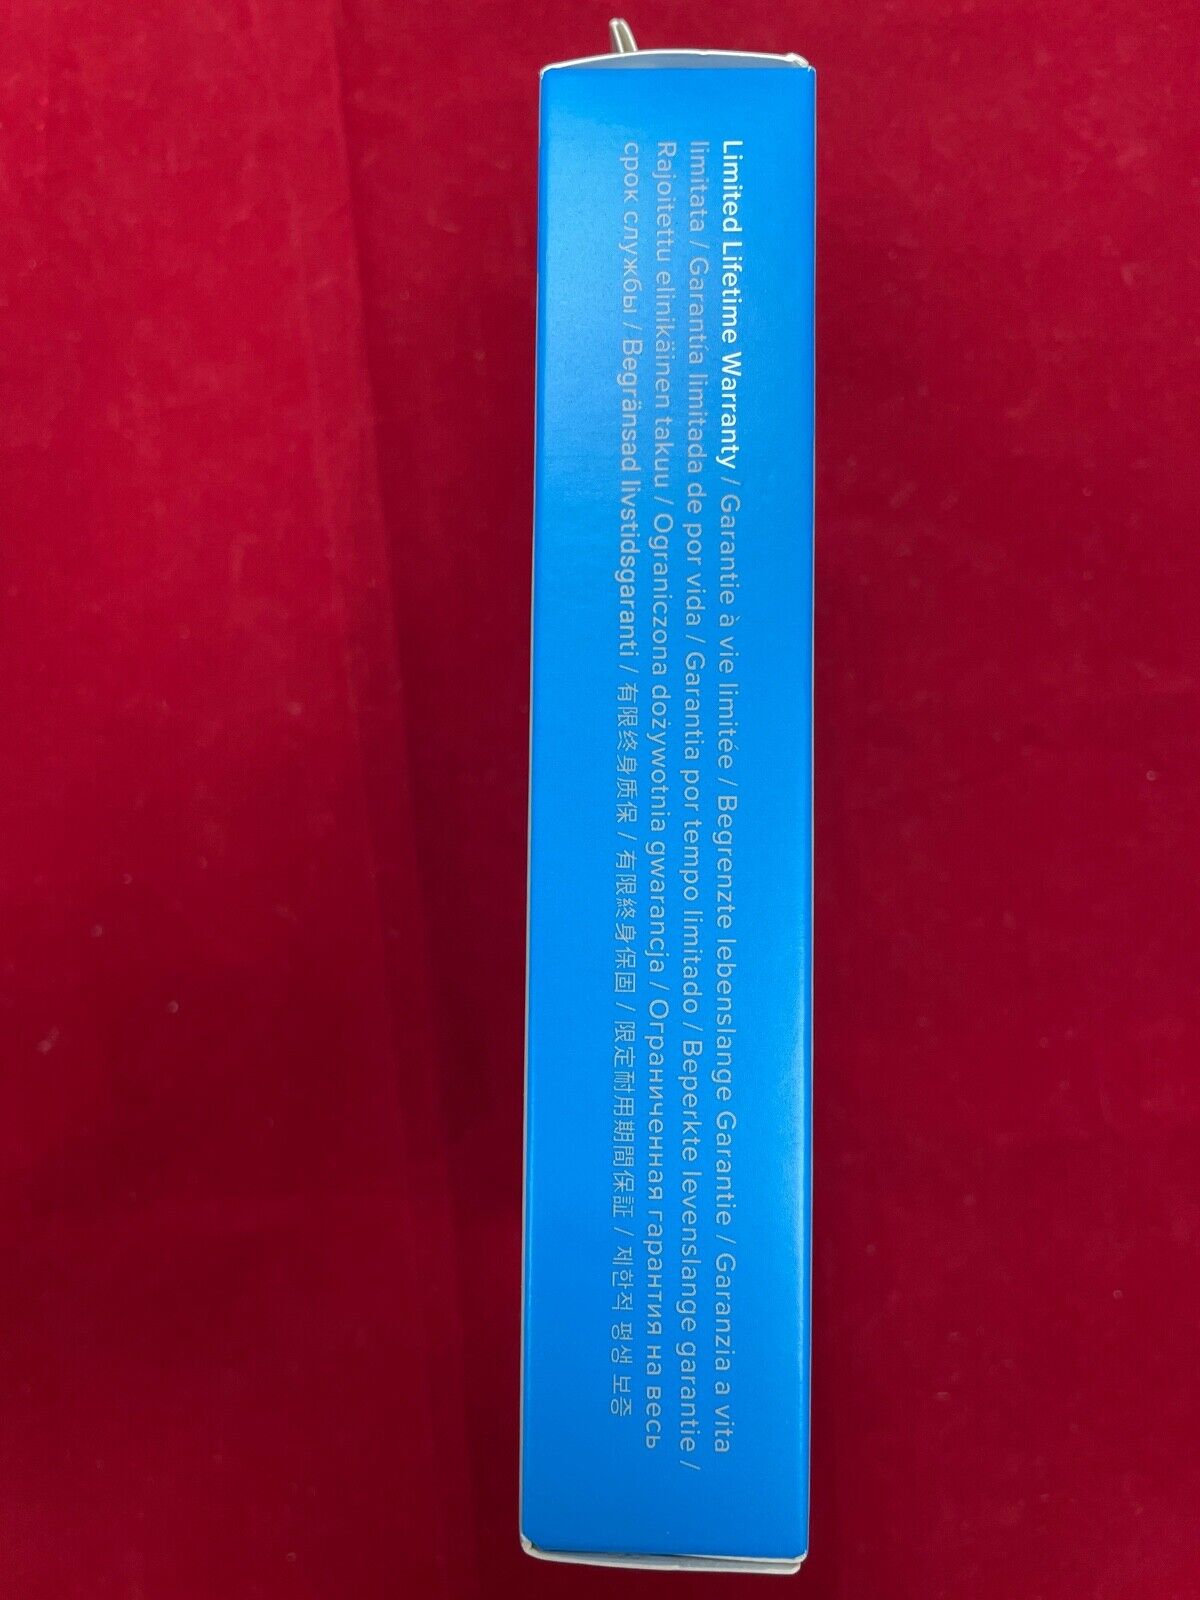 Limited Lifetime Warranty / Garantie à vie limitée / Begrenzte lebenslange Garantie / Garanzia a vita
limitata / Garantía limitada de por vida / Garantia por tempo limitado / Beperkte levenslange garantie /
Rajoitettu elinikäinen takuu / Ograniczona dożywotnia gwarancja / Ограниченная гарантия на весь
срок службы / Begränsad livstidsgaranti / 有限终身质保 / 有限終身保固 / 限定耐用期間保証 / 제한적 평생 보증